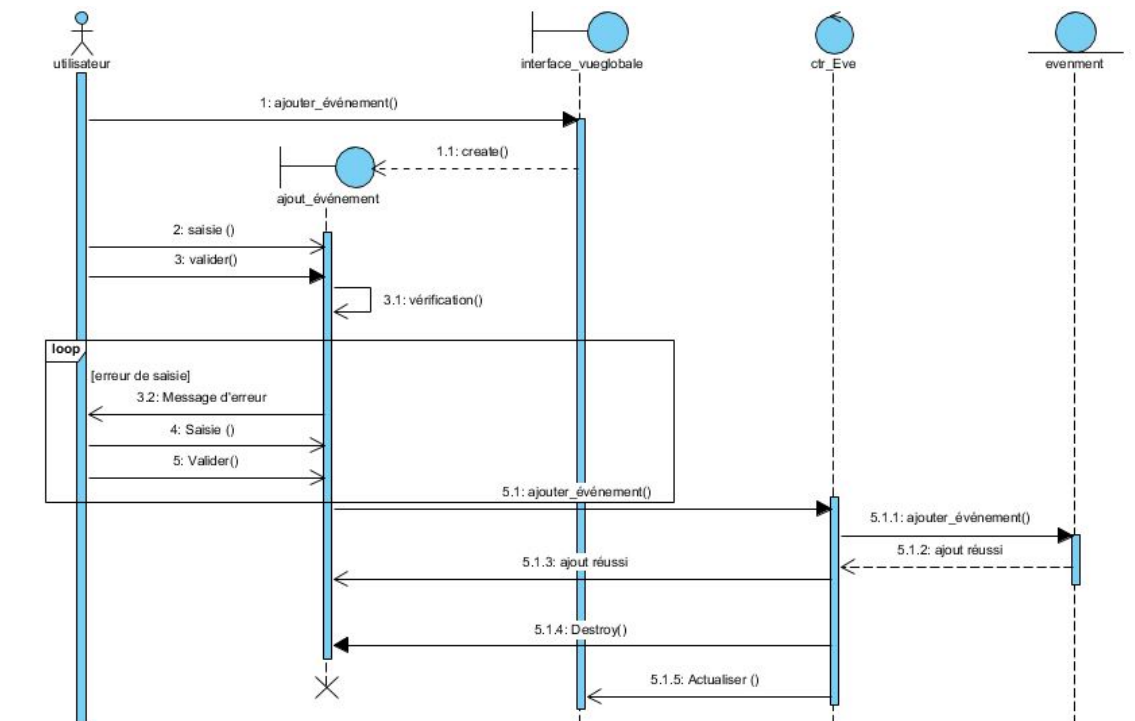 utilisateur
interface_vueglobale
ctr_Eve
evenment
1: ajouter_événement()
1.1: create()
ajout_événement
2: saisie ()
3: valider()
3.1: vérification()
loop
[erreur de saisie]
3.2: Message d'erreur
4: Saisie ()
5: Valider()
5.1: ajouter_événement()
5.1.1: ajouter_événement()
5.1.2: ajout réussi
5.1.3: ajout réussi
5.1.4: Destroy()
5.1.5: Actualiser ()